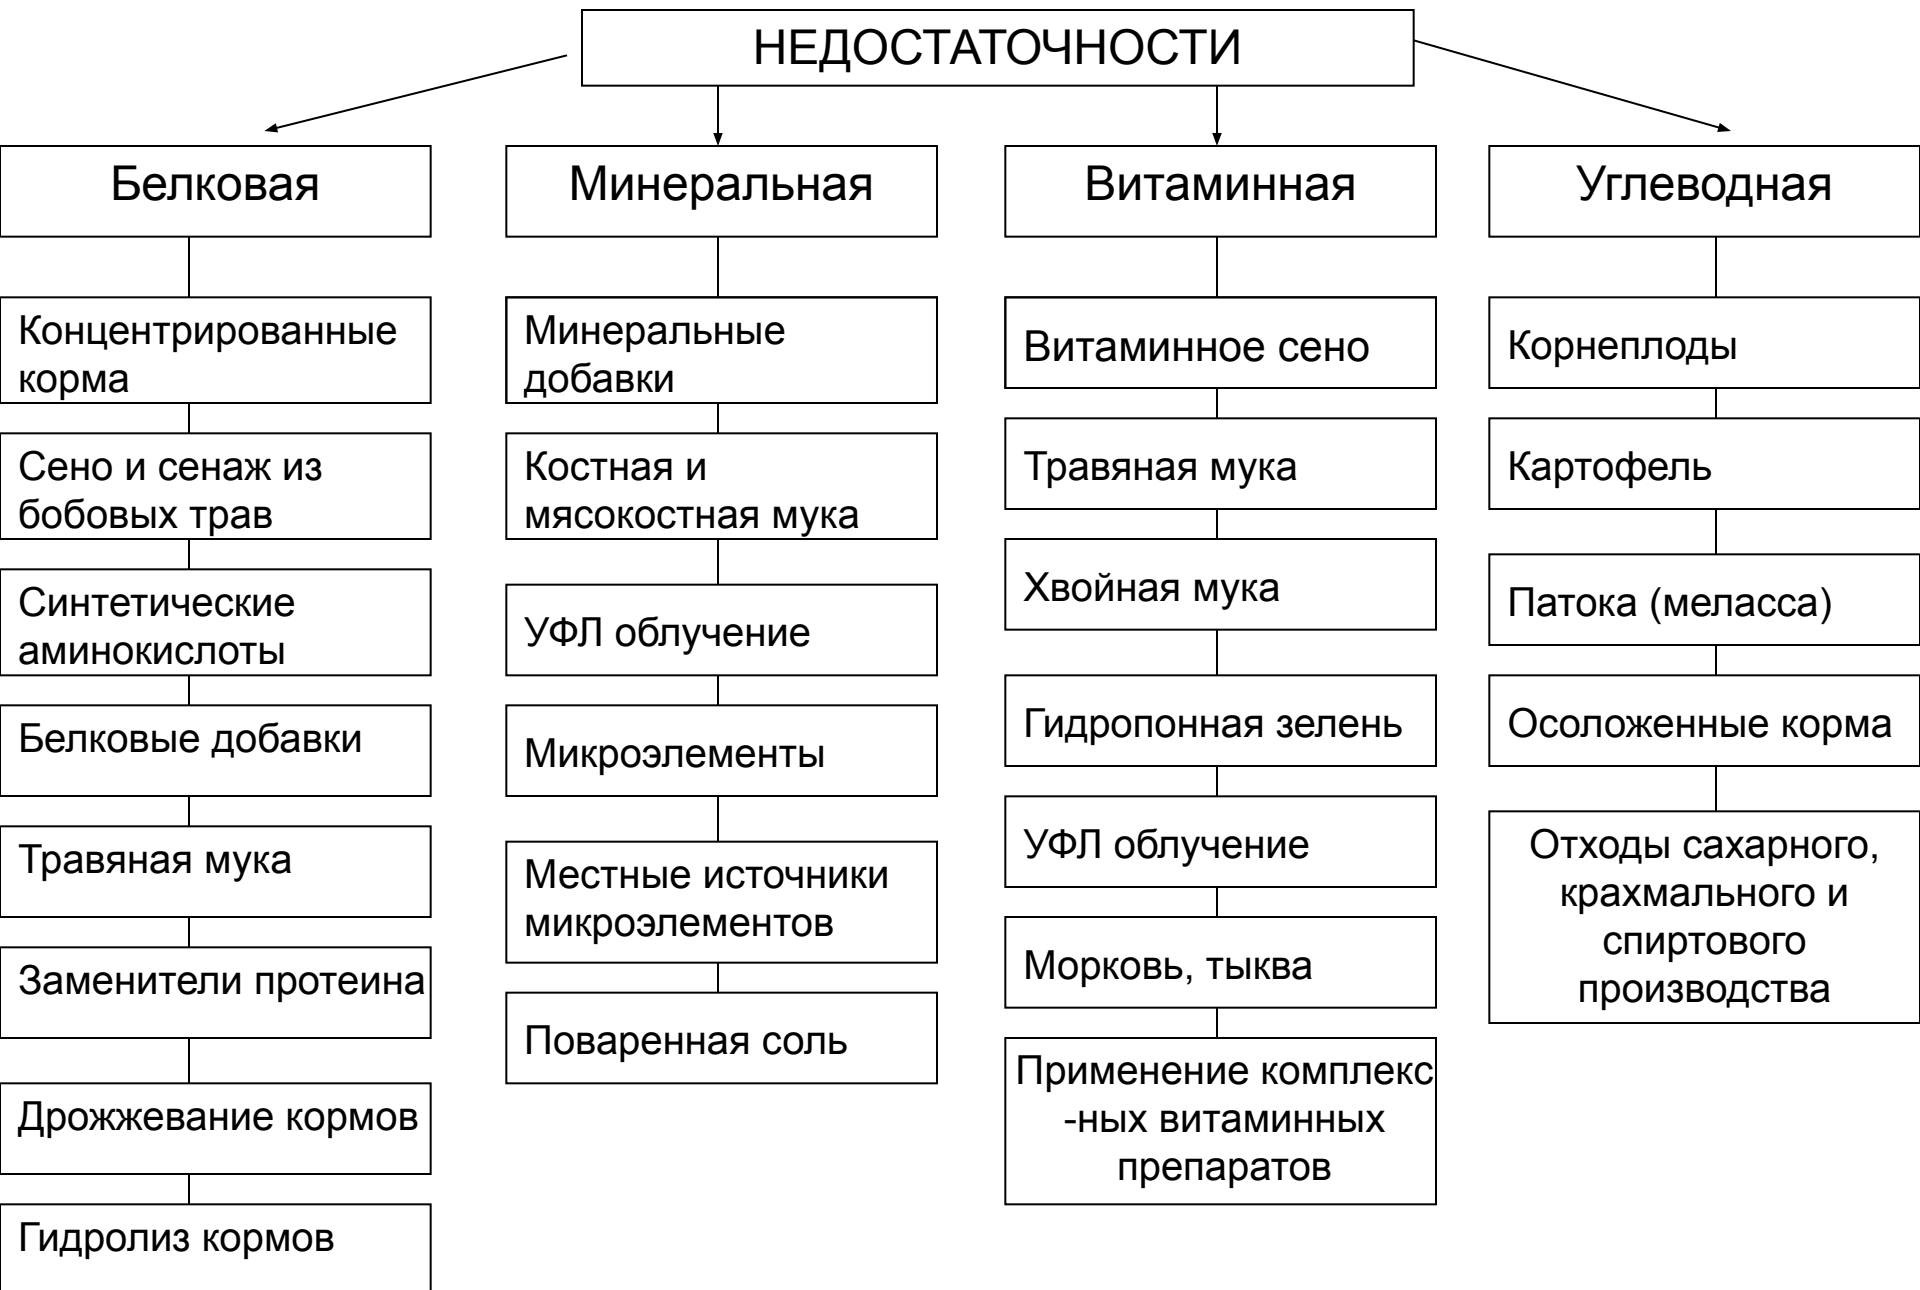 НЕДОСТАТОЧНОСТИ
Белковая
Концентрированные
корма
Сено и сенаж из
бобовых трав
Синтетические
аминокислоты
Белковые добавки
Травяная мука
Заменители протеина
Дрожжевание кормов
Гидролиз кормов
Минеральная
Минеральные
добавки
Костная и
мясокостная мука
УФЛ облучение
Микроэлементы
Местные источники
микроэлементов
Поваренная соль
Витаминная
Витаминное сено
Травяная мука
Хвойная мука
Гидропонная зелень
УФЛ облучение
Морковь, тыква
Применение комплекс
-ных витаминных
препаратов
Углеводная
Корнеплоды
Картофель
Патока (меласса)
Осоложенные корма
Отходы сахарного,
крахмального и
спиртового
производства